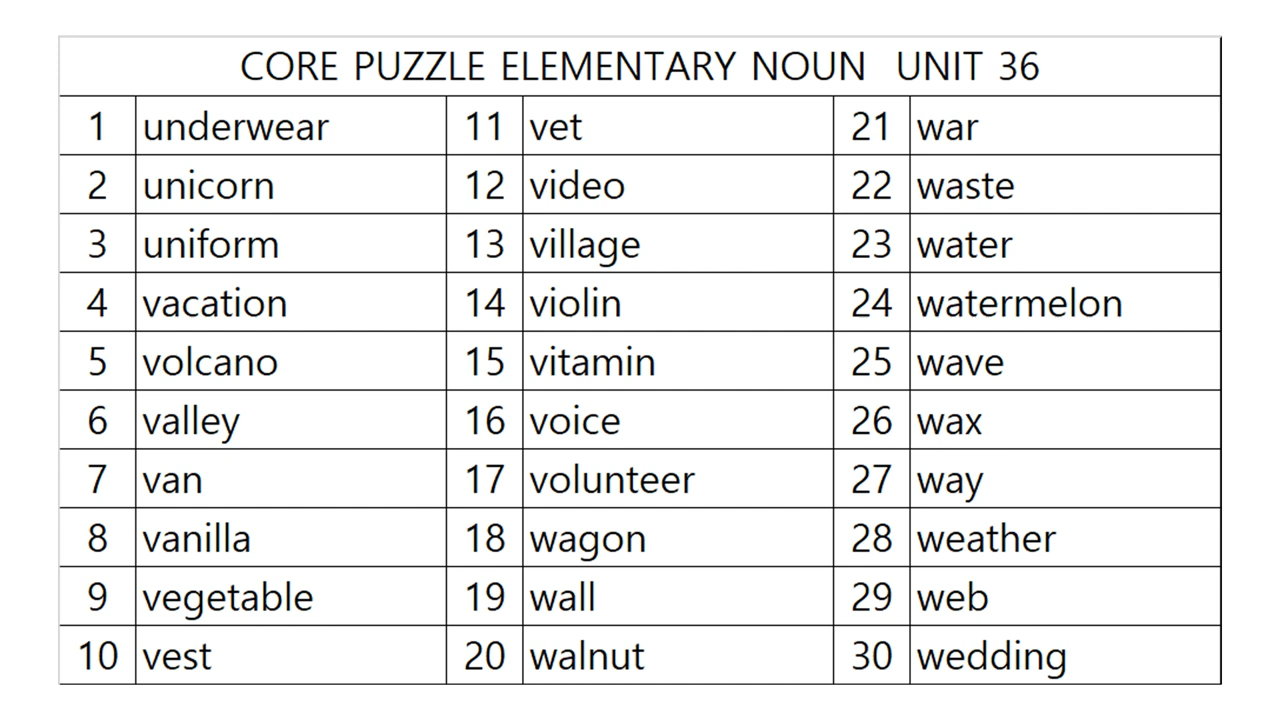 CORE PUZZLE ELEMENTARY NOUN  UNIT 36
1 underwear 11 vet 21 war
2 unicorn 12 video 22 waste
3 uniform 13 village 23 water
4 vacation 14 violin 24 watermelon
5 volcano 15 vitamin 25 wave
6 valley 16 voice 26 wax
7 van 17 volunteer 27 way
8 vanilla 18 wagon 28 weather
9 vegetable 19 wall 29 web
10 vest 20 walnut 30 wedding